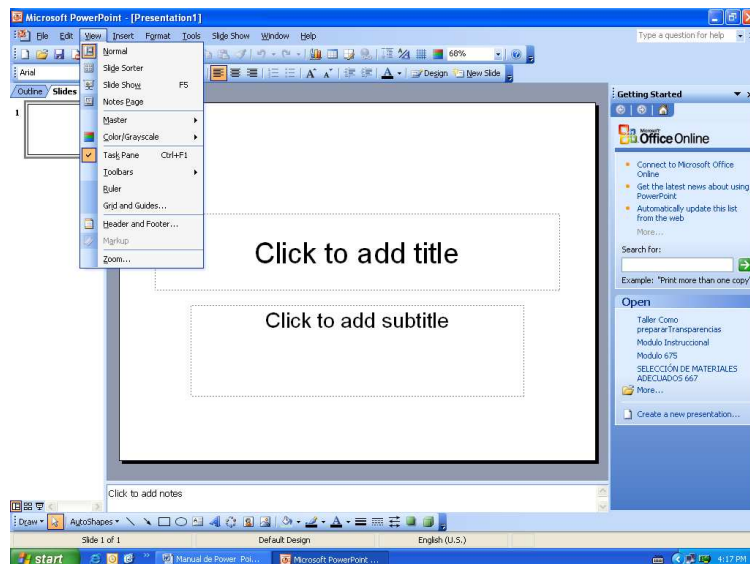 Microsoft PowerPoint - [Presentation1]
File Edit View Insert Format Tools Slide Show Window Help
Type a question for help
68%
Arial
Design New Slide
Outline Slides
1
Normal
Slide Sorter
Slide Show F5
Notes Page
Master
Color/Grayscale
Task Pane Ctrl+F1
Toolbars
Ruler
Grid and Guides...
Header and Footer...
Markup
Zoom...
Click to add title
Click to add subtitle
Click to add notes
Getting Started
Microsoft
Office Online
Connect to Microsoft Office
Online
Get the latest news about using
PowerPoint
Automatically update this list
from the web
More...
Search for:
Example: "Print more than one copy"
Open
Taller Como
prepararTransparencias
Modulo Instruccional
Modulo 675
SELECCIÓN DE MATERIALES
ADECUADOS 667
More...
Create a new presentation...
Draw AutoShapes
Slide 1 of 1 Default Design English (U.S.)
start Manual de Power Poi... Microsoft PowerPoint ... 4:17 PM